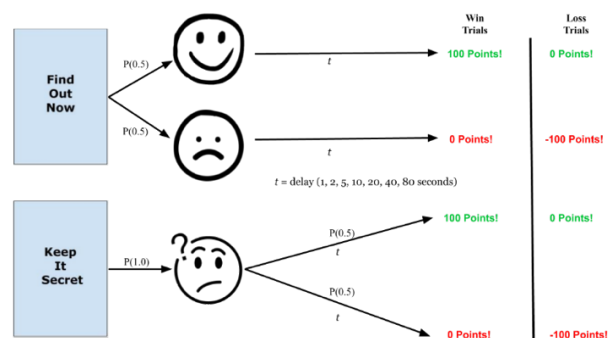 Win
Trials
Loss
Trials
Find
Out
Now
P(0.5)
t
100 Points!
0 Points!
P(0.5)
t
0 Points!
-100 Points!
t = delay (1, 2, 5, 10, 20, 40, 80 seconds)
Keep
It
Secret
P(1.0)
?
P(0.5)
t
100 Points!
0 Points!
P(0.5)
t
0 Points!
-100 Points!